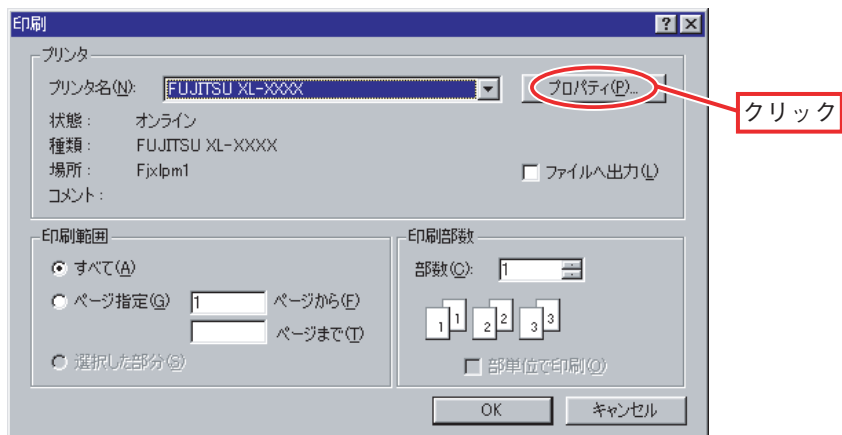 印刷
プリンタ
プリンタ名(N): FUJITSU XL-XXXX プロパティ(P)...
クリック
状態： オンライン
種類： FUJITSU XL-XXXX
場所： Fjxlpm1
ファイルへ出力(L)
コメント：
印刷範囲
すべて(A)
ページ指定(G) 1 ページから(F)
ページまで(T)
選択した部分(S)
印刷部数
部数(C): 1
1 1 2 2 3 3
部単位で印刷(O)
OK キャンセル